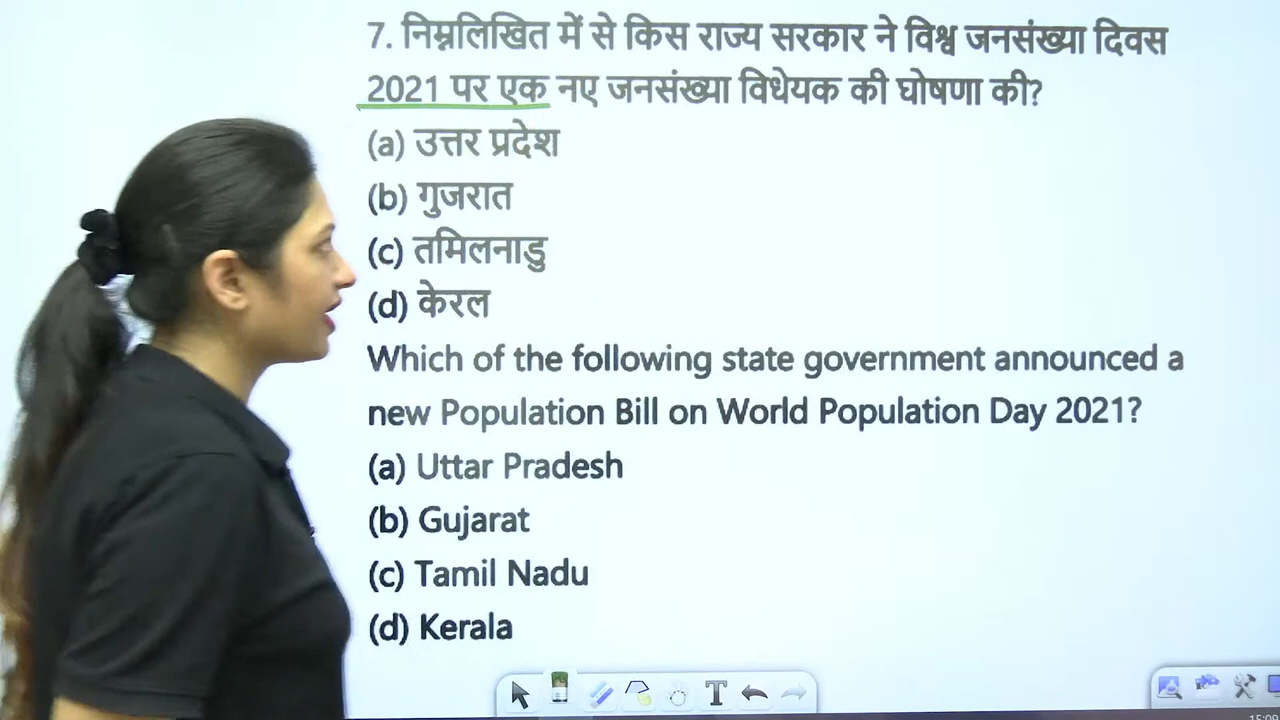 7. निम्नलिखित में से किस राज्य सरकार ने विश्व जनसंख्या दिवस
2021 पर एक नए जनसंख्या विधेयक की घोषणा की?
(a) उत्तर प्रदेश
(b) गुजरात
(c) तमिलनाडु
(d) केरल
Which of the following state government announced a
new Population Bill on World Population Day 2021?
(a) Uttar Pradesh
(b) Gujarat
(c) Tamil Nadu
(d) Kerala
T